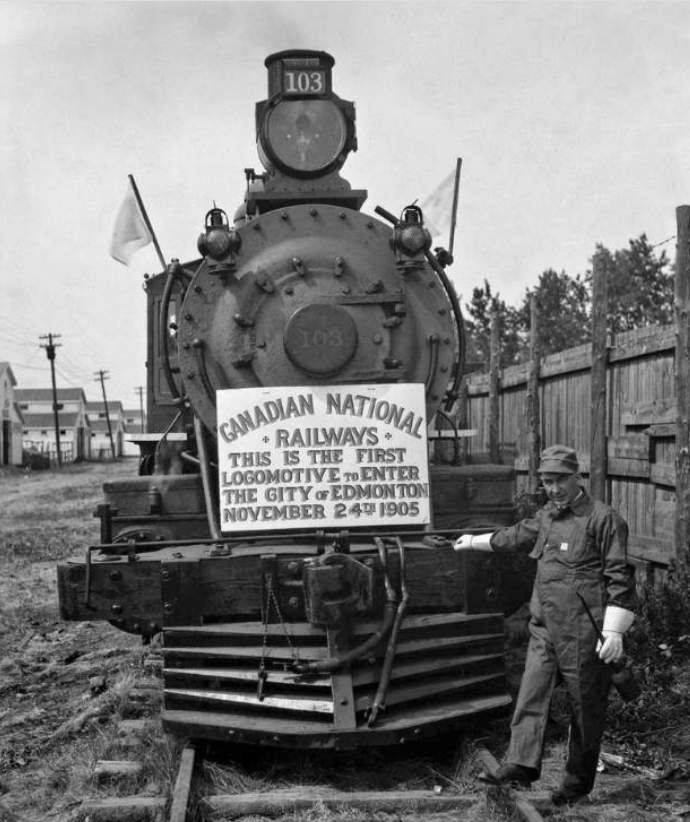 103
103
CANADIAN NATIONAL
• RAILWAYS •
THIS IS THE FIRST
LOCOMOTIVE TO ENTER
THE CITY OF EDMONTON
NOVEMBER 24TH 1905